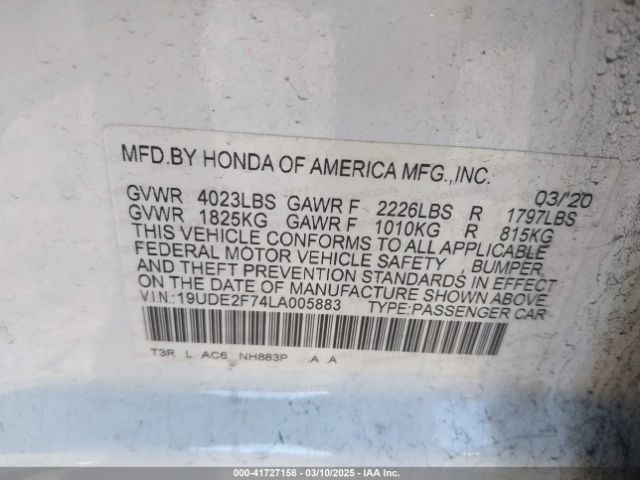 MFD.BY HONDA OF AMERICA MFG.,INC.
03/'20
GVWR 4023LBS GAWR F 2226LBS R 1797LBS
GVWR 1825KG GAWR F 1010KG R 815KG
THIS VEHICLE CONFORMS TO ALL APPLICABLE
FEDERAL MOTOR VEHICLE SAFETY , BUMPER,
AND THEFT PREVENTION STANDARDS IN EFFECT
ON THE DATE OF MANUFACTURE SHOWN ABOVE.
V.I.N.:19UDE2F74LA005883 TYPE:PASSENGER CAR
T3R L AC6 NH883P A A
000-41727158 — 03/10/2025 — IAA Inc.